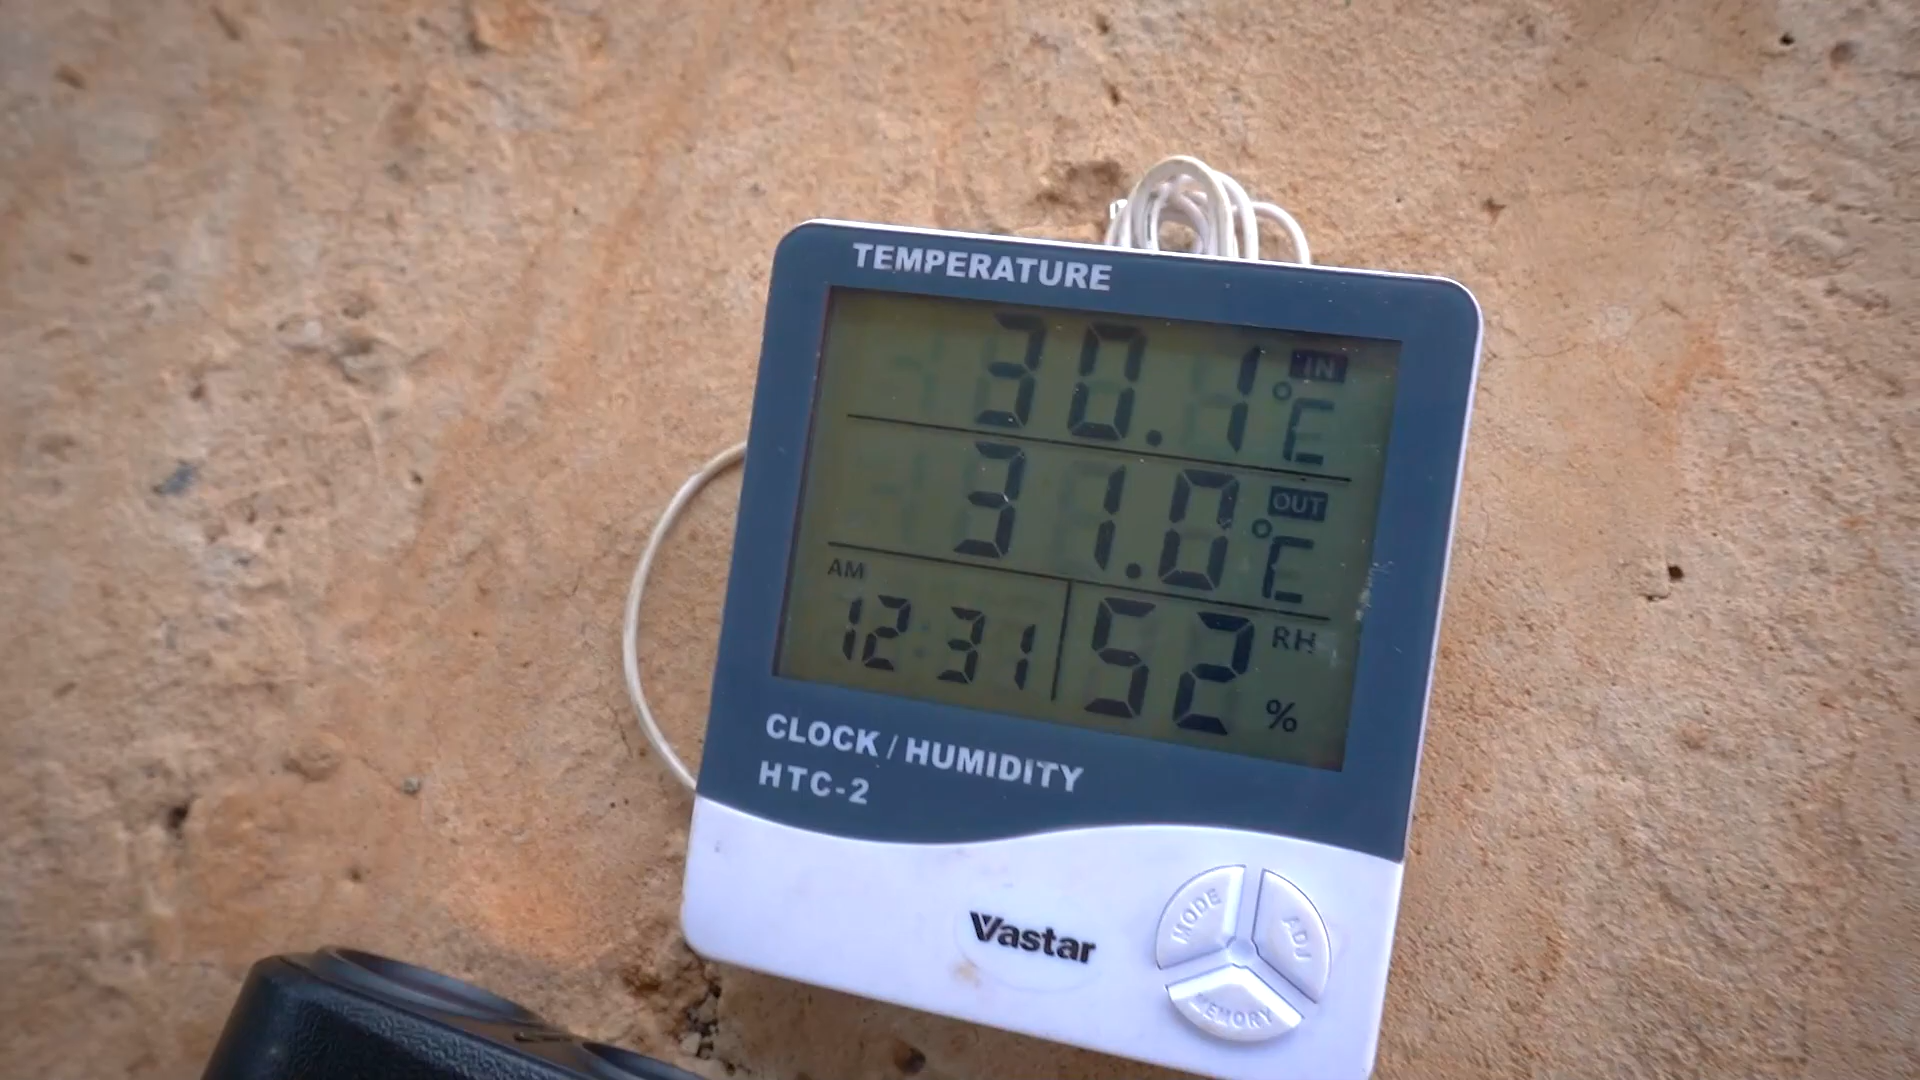 TEMPERATURE
30.1 °C IN
31.0 °C OUT
AM
12:31 52 RH %
CLOCK / HUMIDITY
HTC-2
Vastar
MODE
ADJ
MEMORY